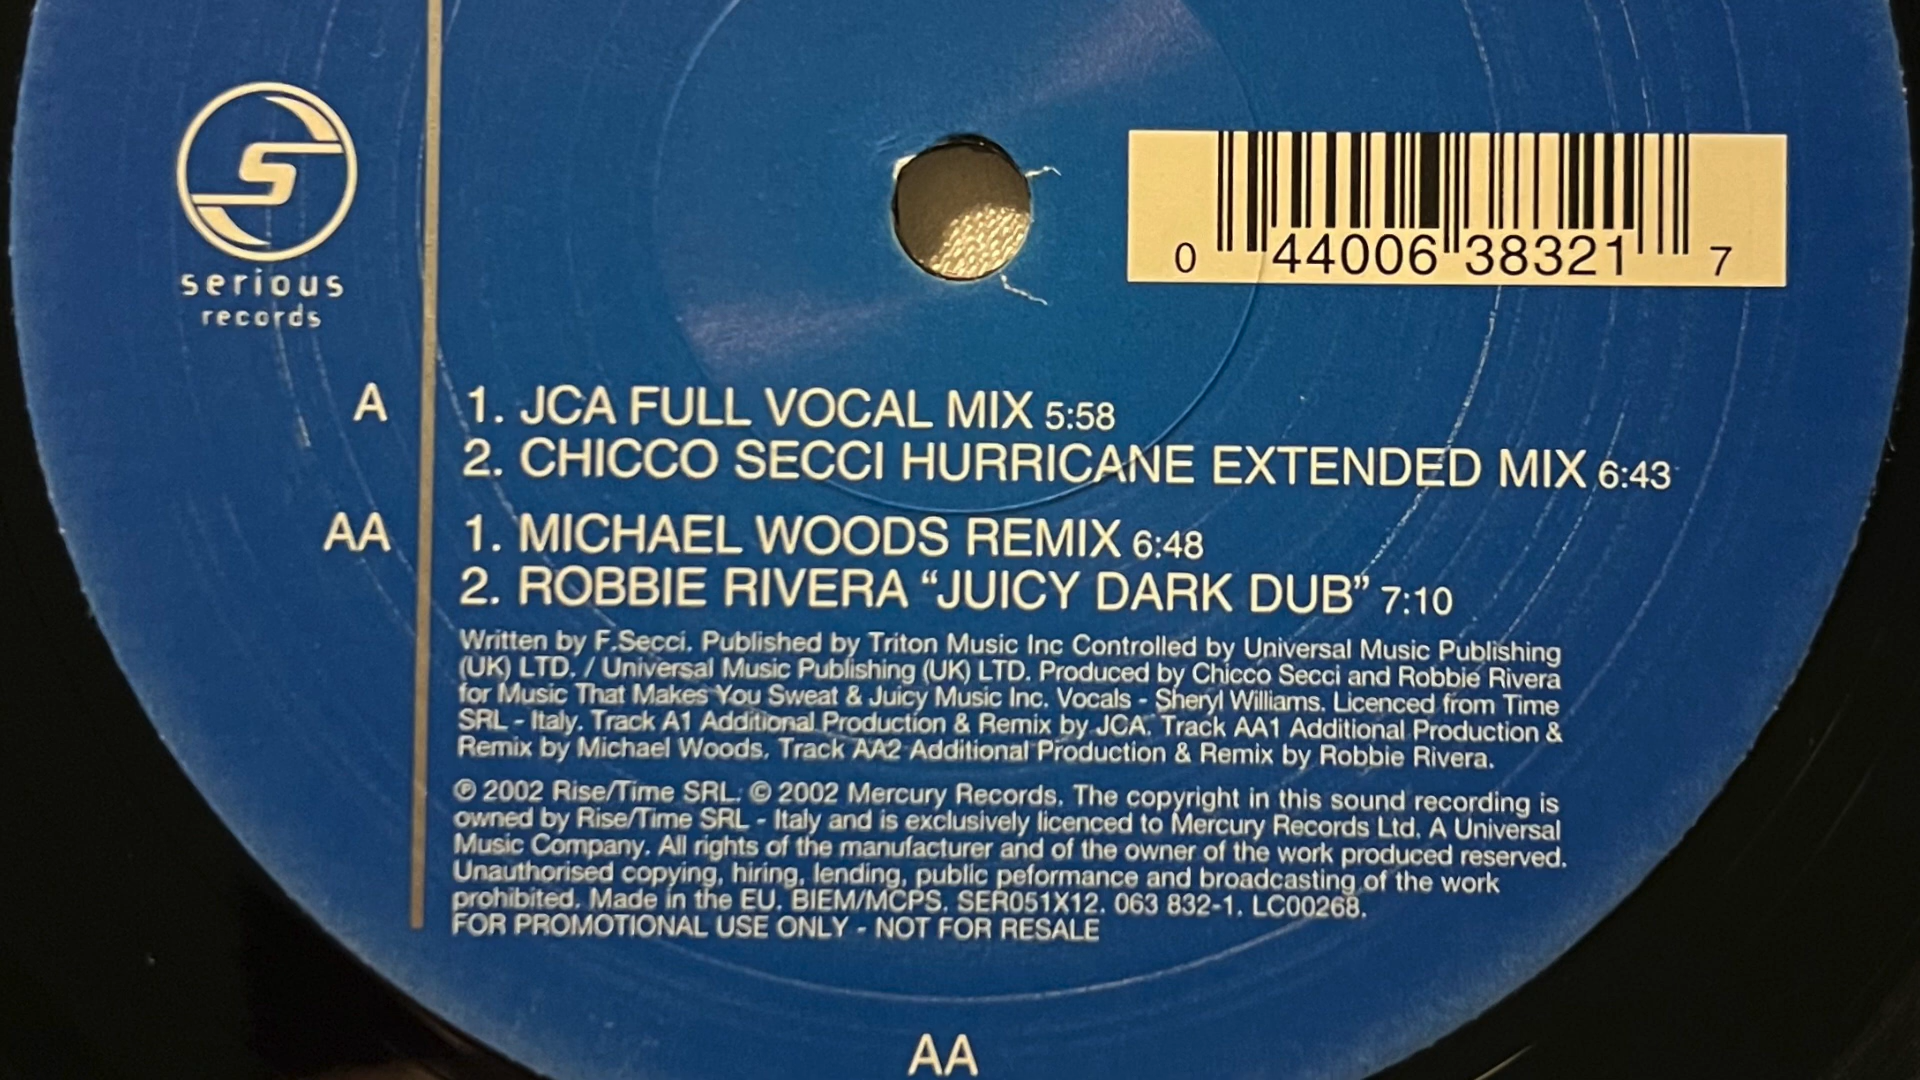 S
serious
records
0 44006 38321 7
A 1. JCA FULL VOCAL MIX 5:58
2. CHICCO SECCI HURRICANE EXTENDED MIX 6:43
AA 1. MICHAEL WOODS REMIX 6:48
2. ROBBIE RIVERA “JUICY DARK DUB” 7:10
Written by F.Secci. Published by Triton Music Inc Controlled by Universal Music Publishing
(UK) LTD. / Universal Music Publishing (UK) LTD. Produced by Chicco Secci and Robbie Rivera
for Music That Makes You Sweat & Juicy Music Inc. Vocals - Sheryl Williams. Licenced from Time
SRL - Italy. Track A1 Additional Production & Remix by JCA. Track AA1 Additional Production &
Remix by Michael Woods. Track AA2 Additional Production & Remix by Robbie Rivera.
℗ 2002 Rise/Time SRL. © 2002 Mercury Records. The copyright in this sound recording is
owned by Rise/Time SRL - Italy and is exclusively licenced to Mercury Records Ltd. A Universal
Music Company. All rights of the manufacturer and of the owner of the work produced reserved.
Unauthorised copying, hiring, lending, public peformance and broadcasting of the work
prohibited. Made in the EU. BIEM/MCPS. SER051X12. 063 832-1. LC00268.
FOR PROMOTIONAL USE ONLY - NOT FOR RESALE
AA